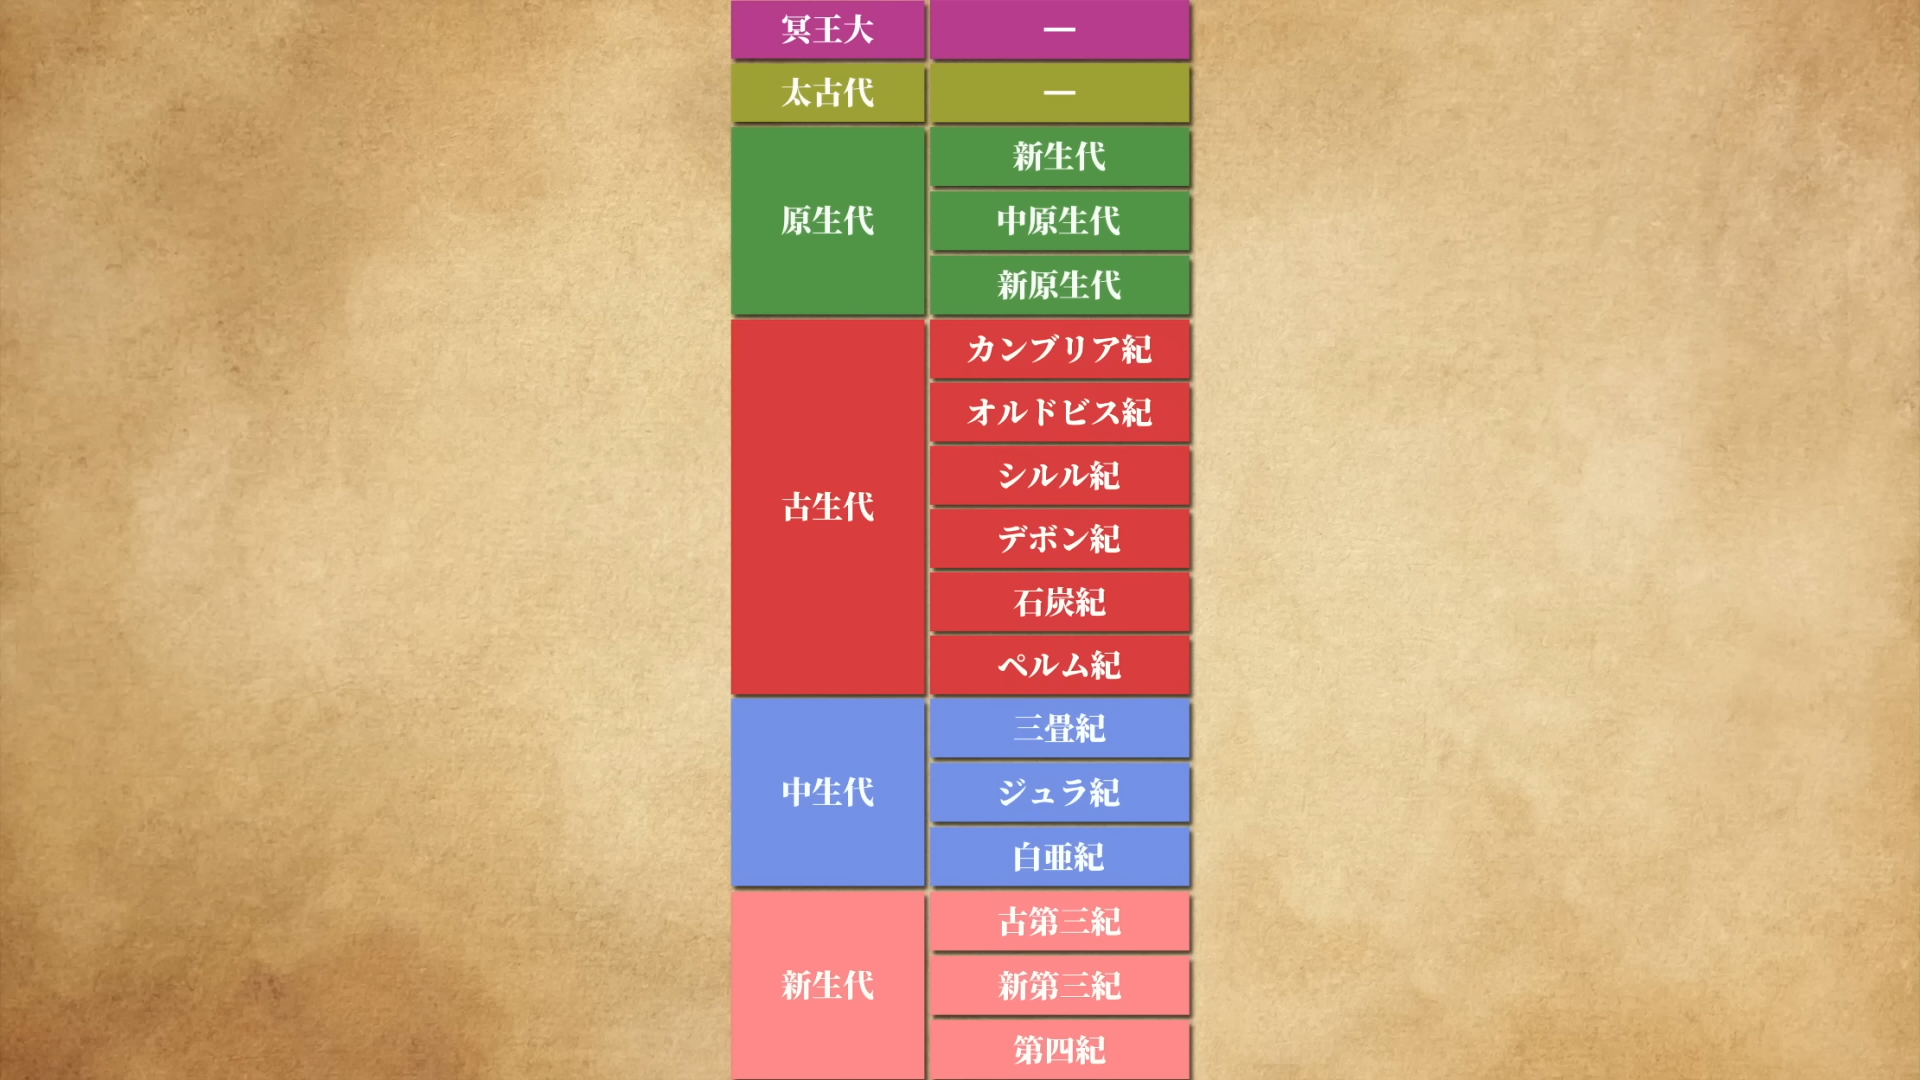 冥王大 ―
太古代 ―
原生代
新生代
中原生代
新原生代
古生代
カンブリア紀
オルドビス紀
シルル紀
デボン紀
石炭紀
ペルム紀
中生代
三畳紀
ジュラ紀
白亜紀
新生代
古第三紀
新第三紀
第四紀